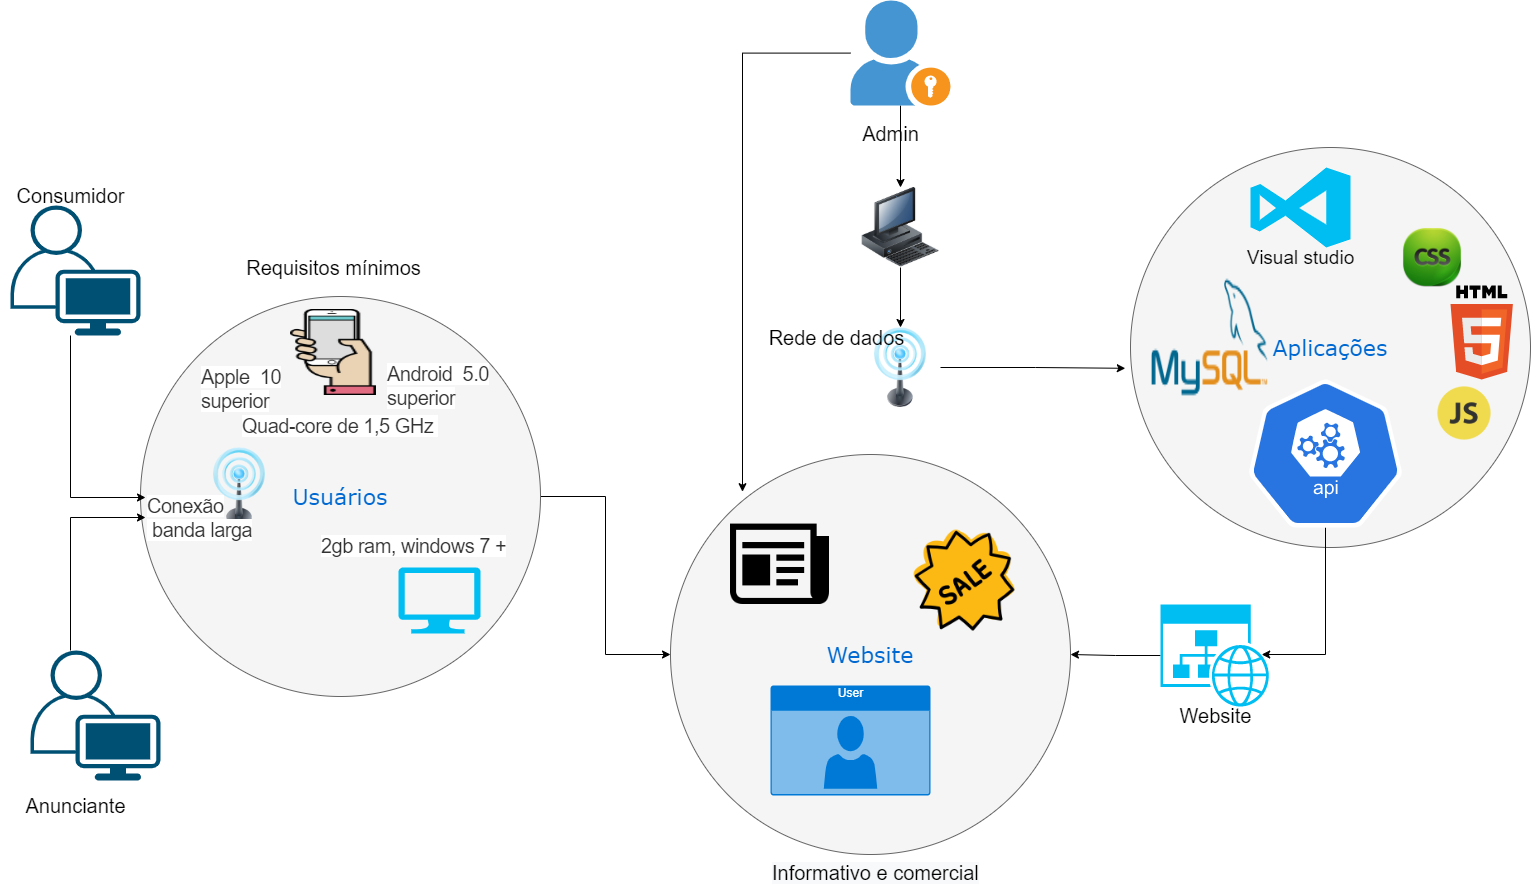 Admin
Consumidor
Requisitos mínimos
Apple 10
superior
Android 5.0
superior
Quad-core de 1,5 GHz
Usuários
Conexão
banda larga
2gb ram, windows 7 +
Anunciante
Rede de dados
Visual studio
CSS
HTML
5
MySQL
Aplicações
JS
api
SALE
Website
User
Website
Informativo e comercial